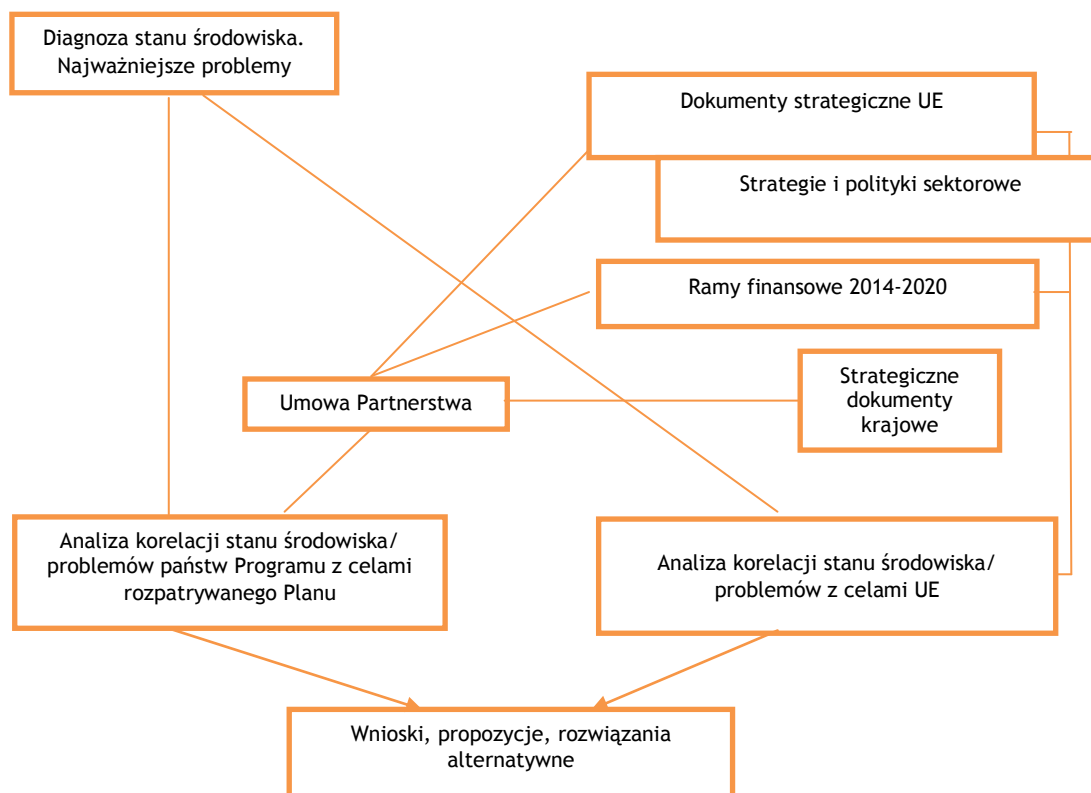 Diagnoza stanu środowiska.
Najważniejsze problemy
Dokumenty strategiczne UE
Strategie i polityki sektorowe
Ramy finansowe 2014-2020
Umowa Partnerstwa
Strategiczne
dokumenty
krajowe
Analiza korelacji stanu środowiska/
problemów państw Programu z celami
rozpatrywanego Planu
Analiza korelacji stanu środowiska/
problemów z celami UE
Wnioski, propozycje, rozwiązania
alternatywne